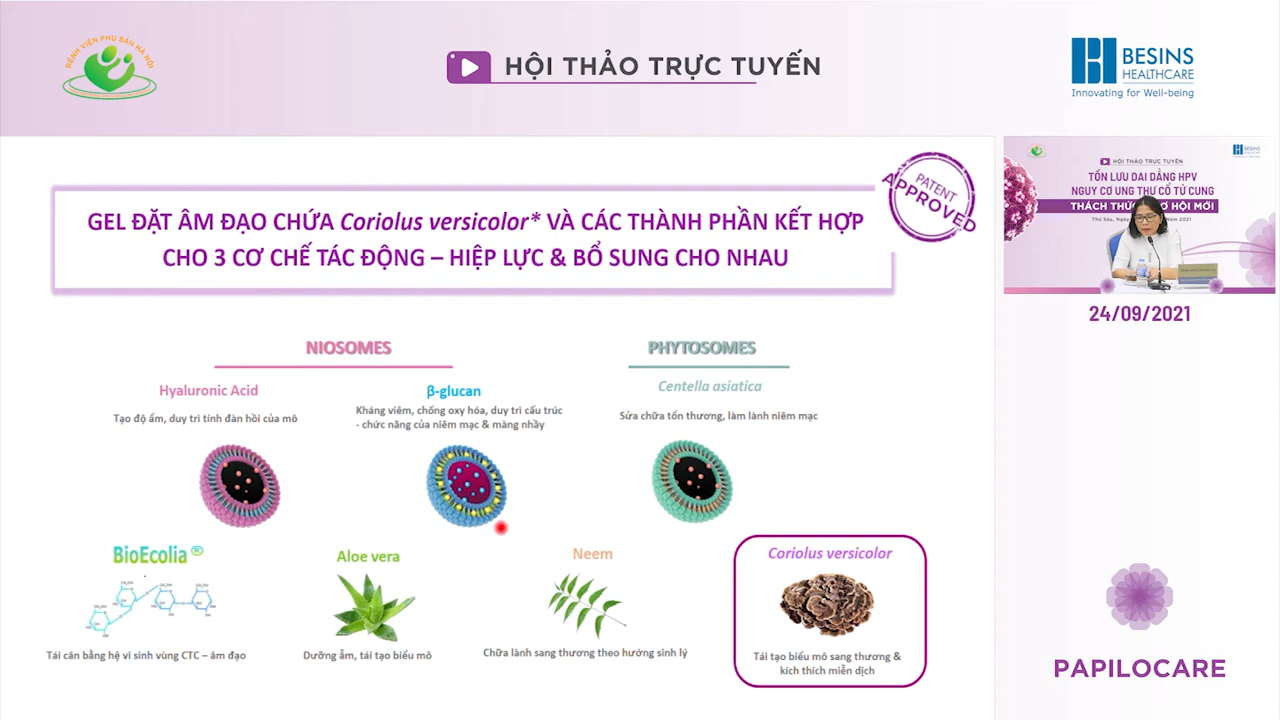 BỆNH VIỆN PHỤ SẢN HÀ NỘI
HỘI THẢO TRỰC TUYẾN
BESINS
HEALTHCARE
Innovating for Well-being
GEL ĐẶT ÂM ĐẠO CHỨA Coriolus versicolor* VÀ CÁC THÀNH PHẦN KẾT HỢP
CHO 3 CƠ CHẾ TÁC ĐỘNG – HIỆP LỰC & BỔ SUNG CHO NHAU
PATENT
APPROVED
HỘI THẢO TRỰC TUYẾN
BESINS
TỒN LƯU DAI DẲNG HPV
NGUY CƠ UNG THƯ CỔ TỬ CUNG
24/09/2021
NIOSOMES
PHYTOSOMES
Hyaluronic Acid
Tạo độ ẩm, duy trì tính đàn hồi của mô
β-glucan
Kháng viêm, chống oxy hóa, duy trì cấu trúc
- chức năng của niêm mạc & màng nhầy
Centella asiatica
Sửa chữa tổn thương, làm lành niêm mạc
BioEcolia®
Tái cân bằng hệ vi sinh vùng CTC – âm đạo
Aloe vera
Dưỡng ẩm, tái tạo biểu mô
Neem
Chữa lành sang thương theo hướng sinh lý
Coriolus versicolor
Tái tạo biểu mô sang thương &
kích thích miễn dịch
PAPILOCARE